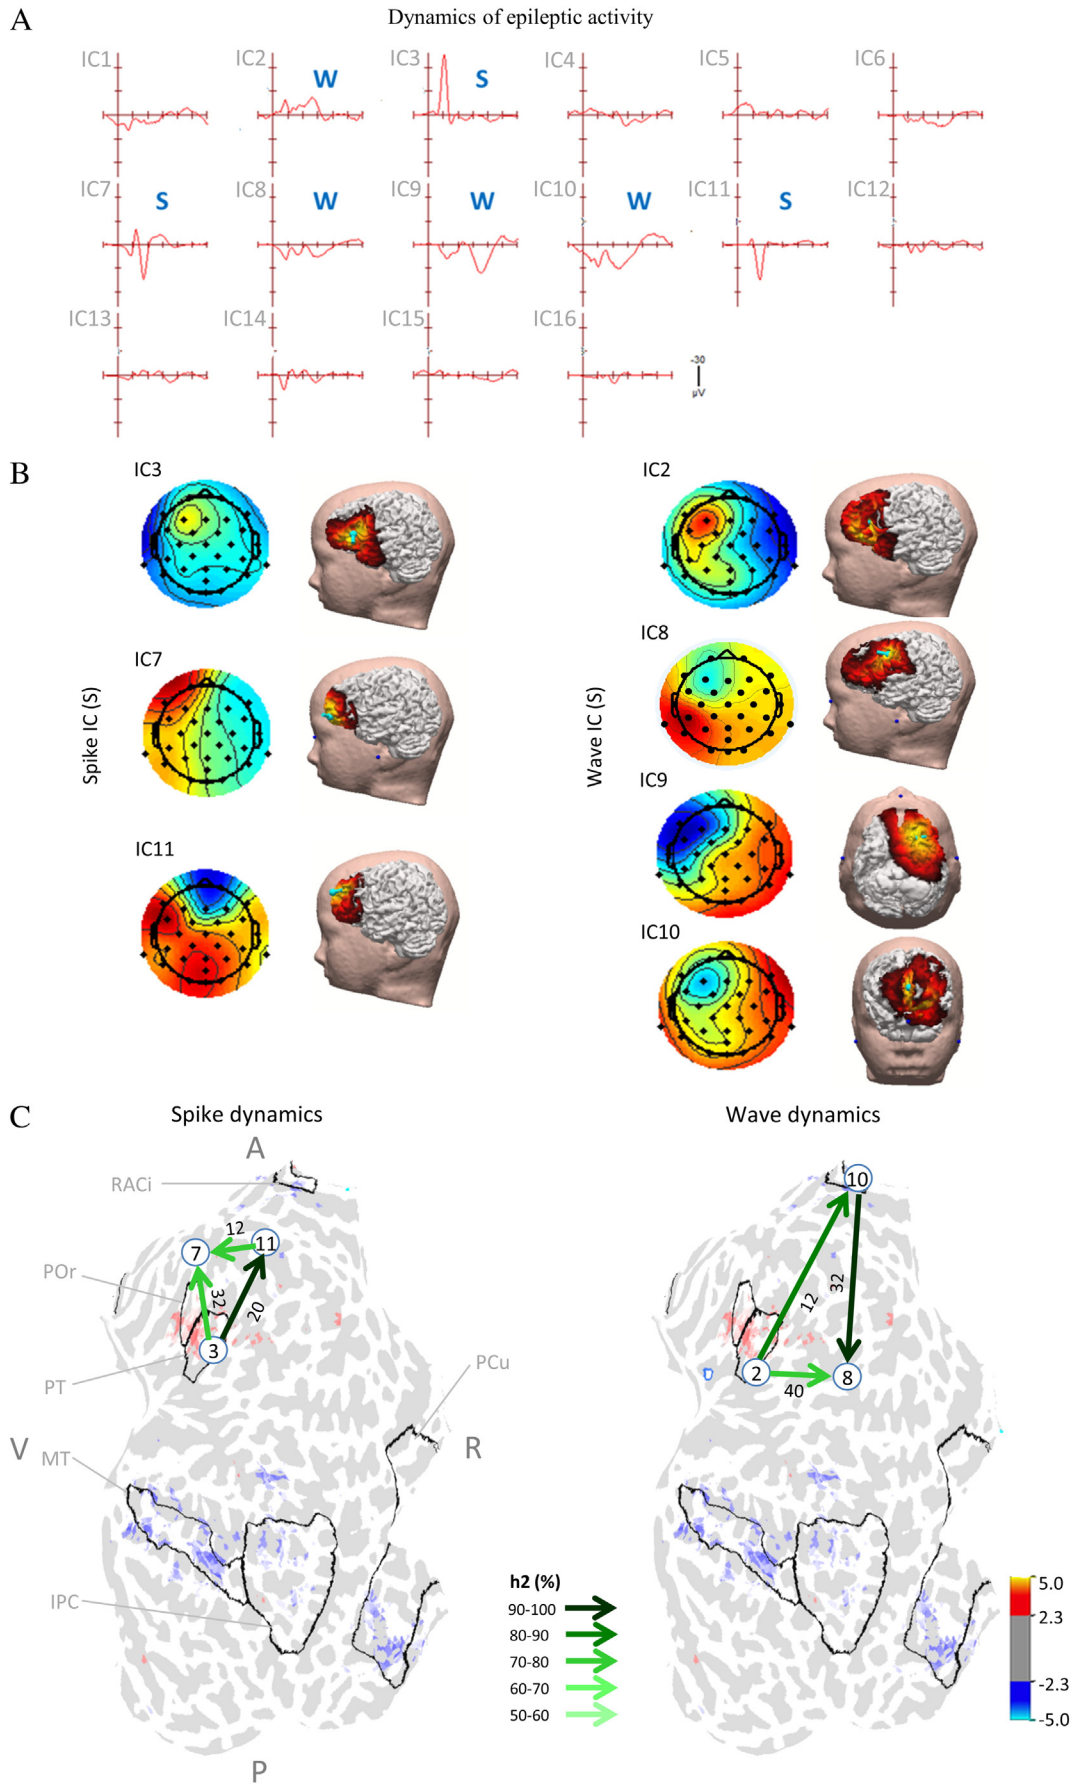 A
Dynamics of epileptic activity
IC1 IC2 IC3 IC4 IC5 IC6
W S
IC7 IC8 IC9 IC10 IC11 IC12
S W W W S
IC13 IC14 IC15 IC16
-30
µV
B
IC3 IC2
IC7 IC8
IC11 IC9
IC10
Spike IC (S)
Wave IC (S)
C
Spike dynamics Wave dynamics
A
RACi
10
12
7 11
POr
32 20
12 32
3
PT
PCu
2 8
40
V R
MT
IPC
h2 (%)
90-100
80-90
70-80
60-70
50-60
5.0
2.3
-2.3
-5.0
P